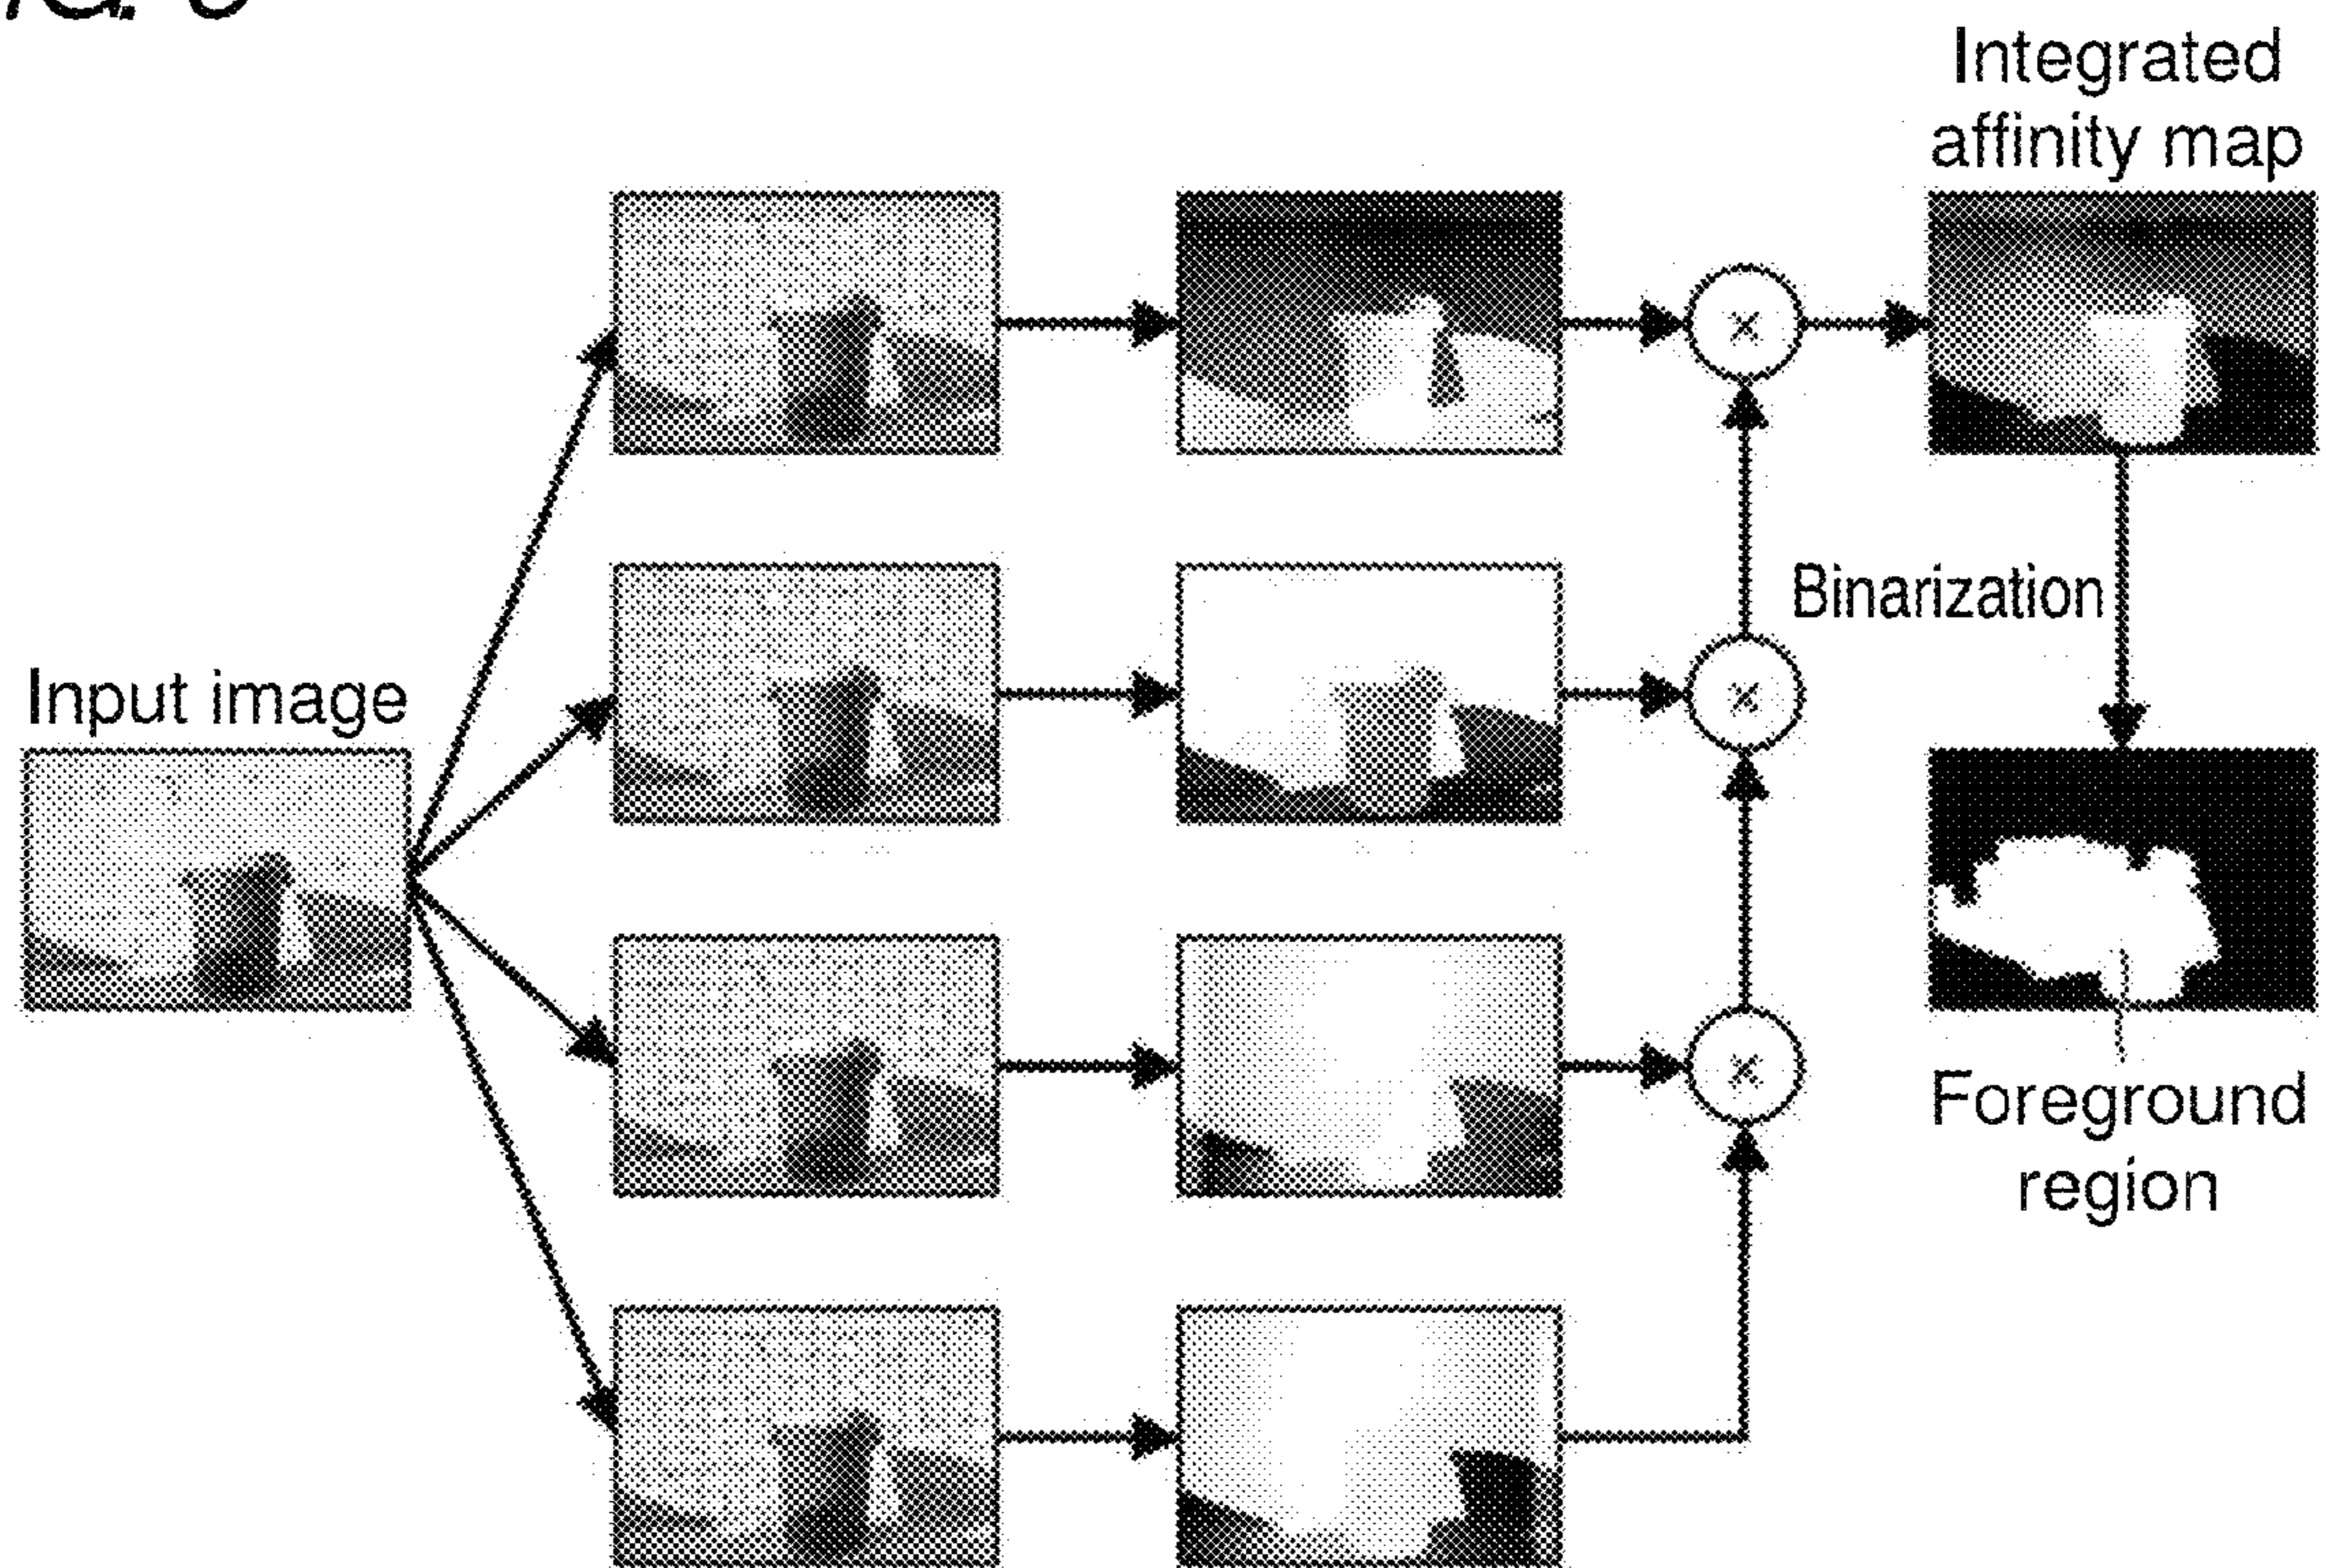 Integrated
affinity map
Binarization
Input image
×
×
×
Foreground
region